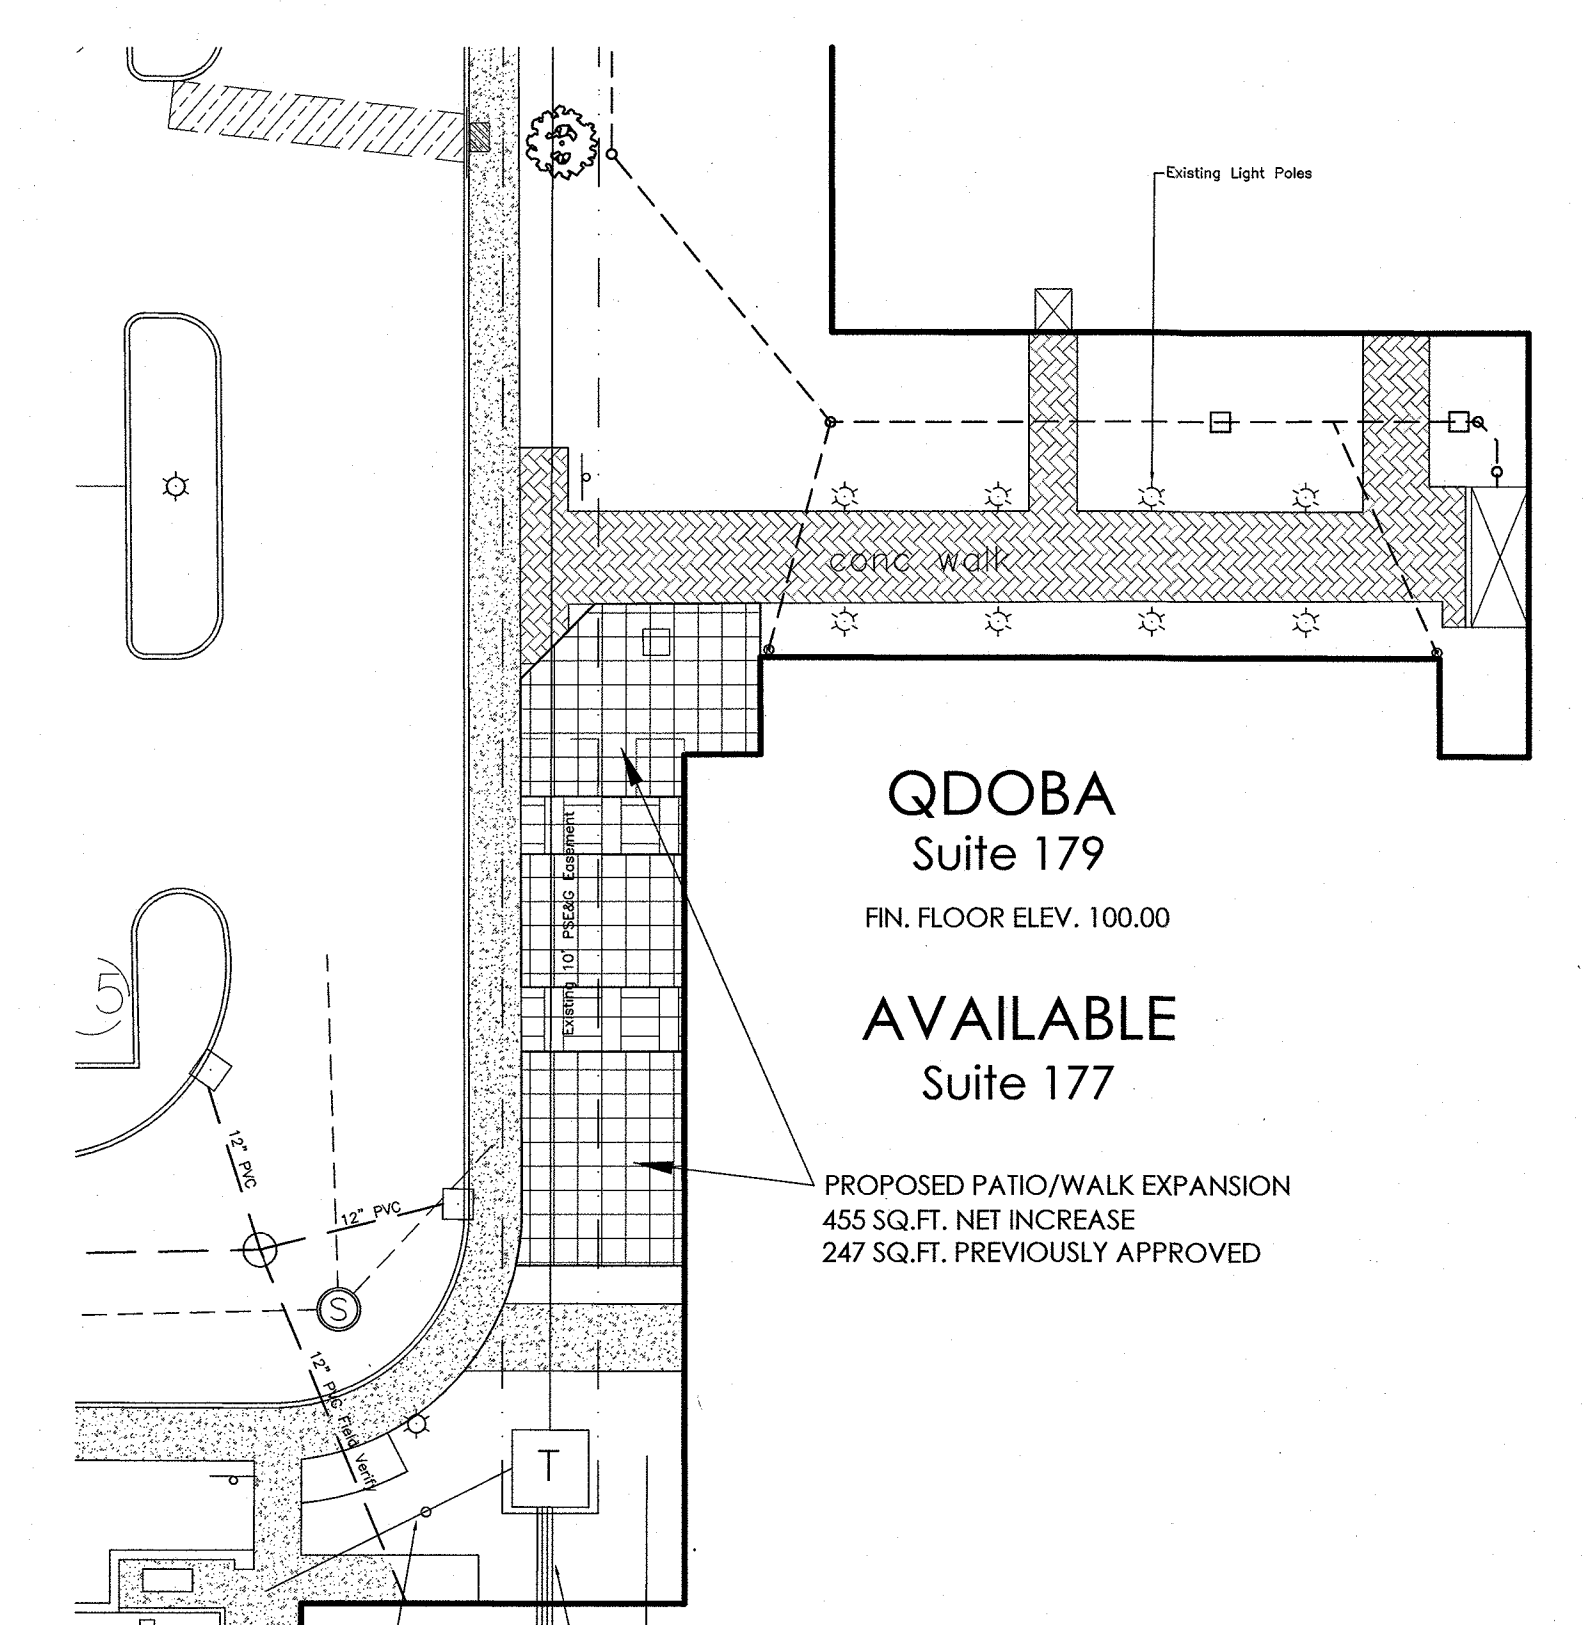 Existing Light Poles
conc walk
QDOBA
Suite 179
FIN. FLOOR ELEV. 100.00
Existing 10' PSE&G Easement
AVAILABLE
Suite 177
5
12" PVC
12" PVC
PROPOSED PATIO/WALK EXPANSION
455 SQ.FT. NET INCREASE
247 SQ.FT. PREVIOUSLY APPROVED
S
12" PVC Field Verify
T